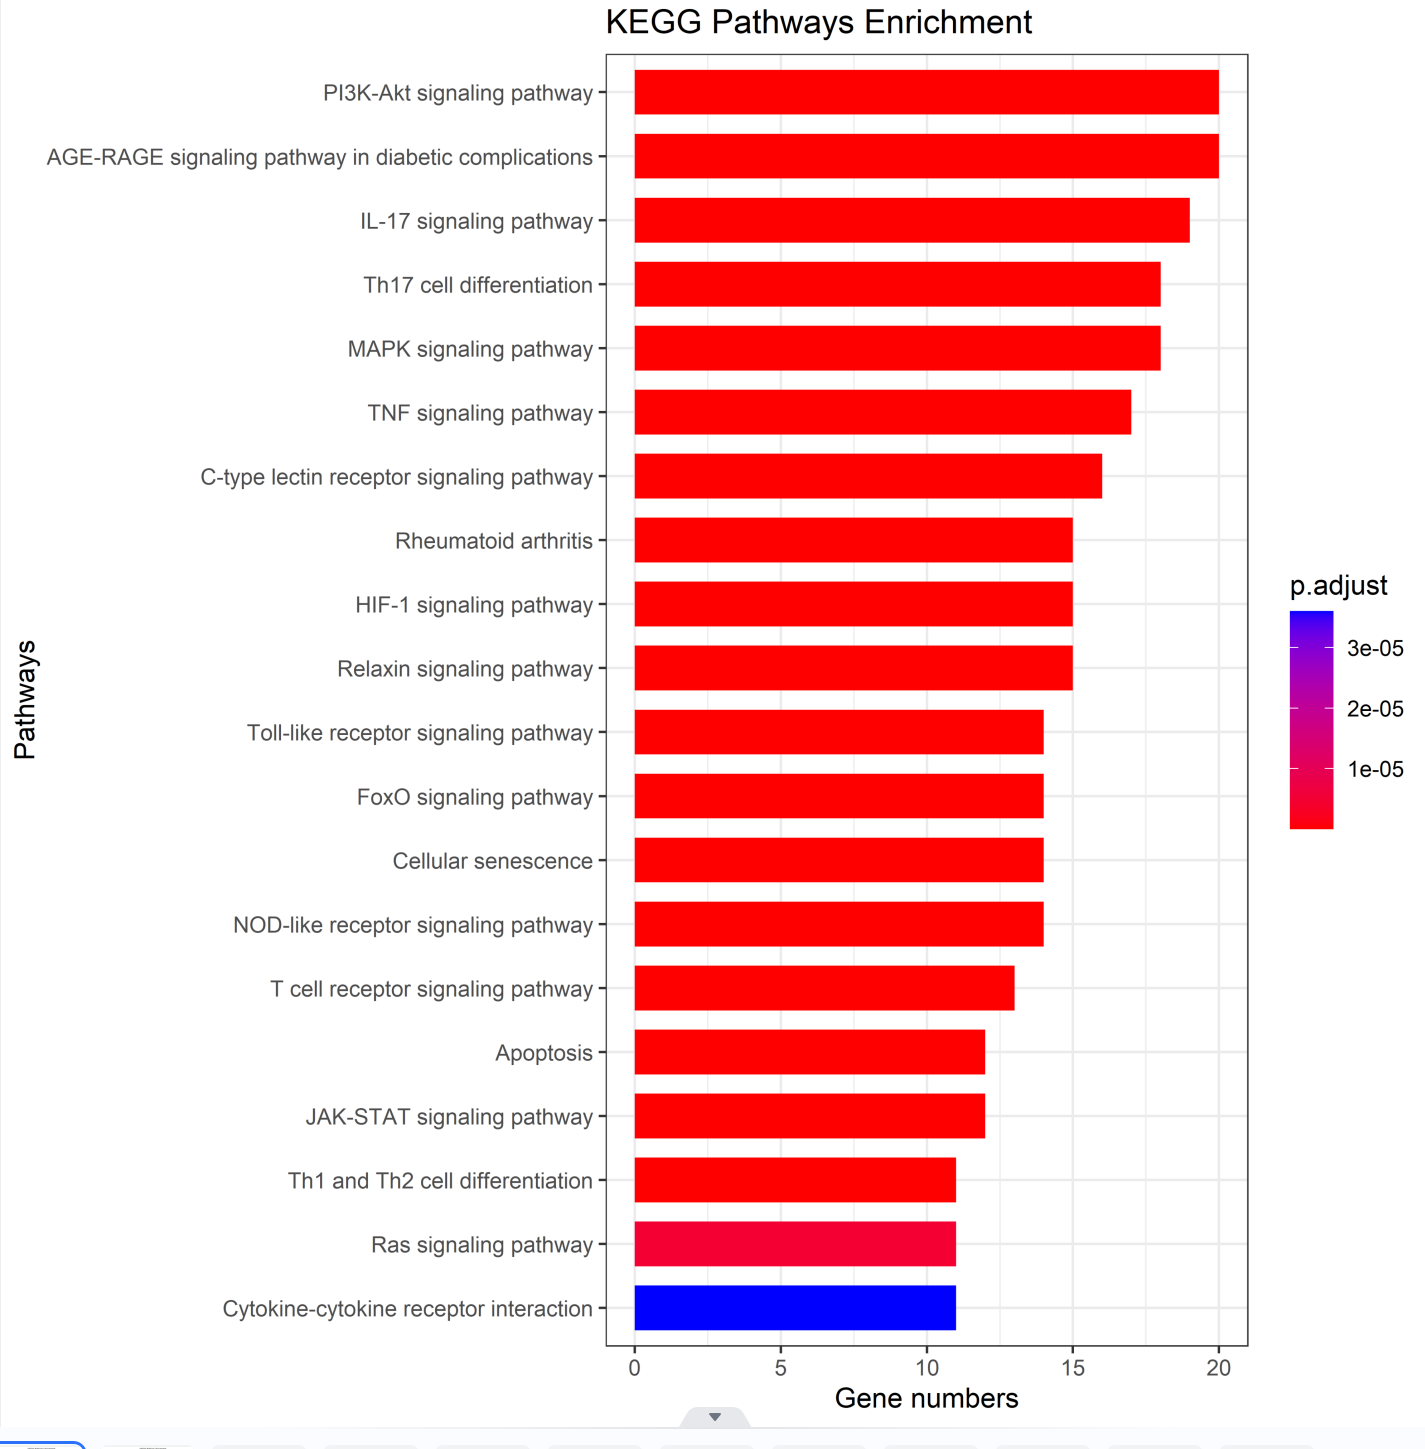 KEGG Pathways Enrichment
PI3K-Akt signaling pathway
AGE-RAGE signaling pathway in diabetic complications
IL-17 signaling pathway
Th17 cell differentiation
MAPK signaling pathway
TNF signaling pathway
C-type lectin receptor signaling pathway
Rheumatoid arthritis
HIF-1 signaling pathway
Relaxin signaling pathway
Toll-like receptor signaling pathway
FoxO signaling pathway
Cellular senescence
NOD-like receptor signaling pathway
T cell receptor signaling pathway
Apoptosis
JAK-STAT signaling pathway
Th1 and Th2 cell differentiation
Ras signaling pathway
Cytokine-cytokine receptor interaction
Pathways
0 5 10 15 20
Gene numbers
p.adjust
3e-05
2e-05
1e-05